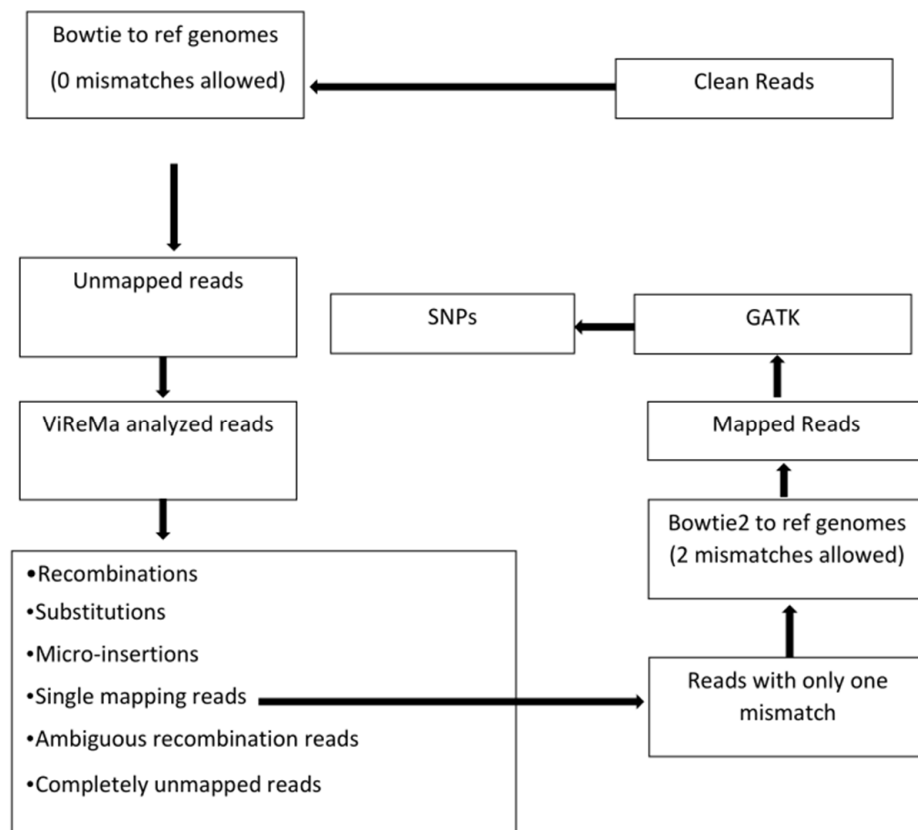 Bowtie to ref genomes
(0 mismatches allowed)
Clean Reads
Unmapped reads
SNPs
GATK
ViReMa analyzed reads
Mapped Reads
Bowtie2 to ref genomes
(2 mismatches allowed)
•Recombinations
•Substitutions
•Micro-insertions
•Single mapping reads
•Ambiguous recombination reads
•Completely unmapped reads
Reads with only one
mismatch